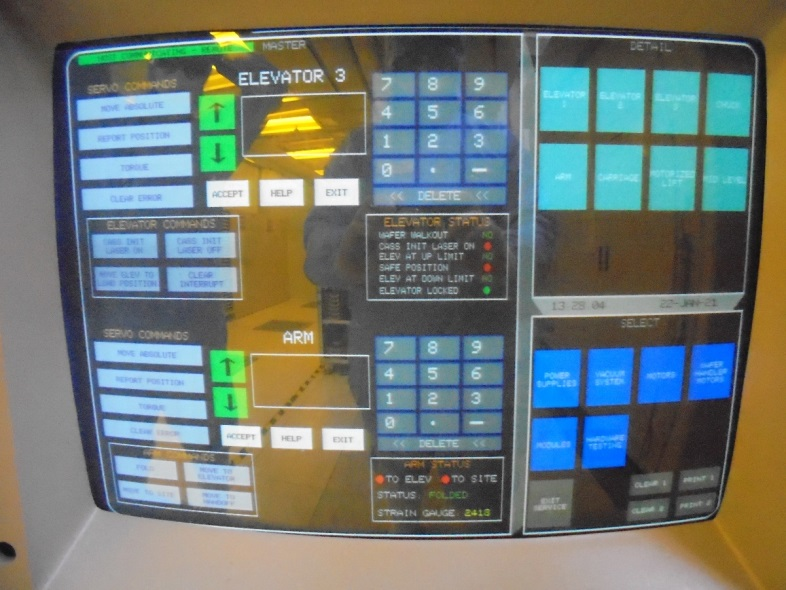 HOST COMMUNICATING - REMOTE
MASTER
SERVO COMMANDS
ELEVATOR 3
MOVE ABSOLUTE
REPORT POSITION
TORQUE
CLEAR ERROR
↑
↓
7 8 9
4 5 6
1 2 3
0 . —
<< DELETE <<
ACCEPT HELP EXIT
ELEVATOR COMMANDS
CASS INIT LASER ON
CASS INIT LASER OFF
MOVE ELEV TO LOAD POSITION
CLEAR INTERRUPT
ELEVATOR STATUS
WAFER WALKOUT NO
CASS INIT LASER ON
ELEV AT UP LIMIT NO
SAFE POSITION
ELEV AT DOWN LIMIT NO
ELEVATOR LOCKED
SERVO COMMANDS
ARM
MOVE ABSOLUTE
REPORT POSITION
TORQUE
CLEAR ERROR
↑
↓
7 8 9
4 5 6
1 2 3
0 . —
<< DELETE <<
ACCEPT HELP EXIT
ARM COMMANDS
FOLD
MOVE TO ELEVATOR
MOVE TO SITE
MOVE TO HANDOFF
ARM STATUS
TO ELEV TO SITE
STATUS: FOLDED
STRAIN GAUGE: 2418
DETAIL
ELEVATOR 1
ELEVATOR 2
ELEVATOR 3
CHUCK
ARM
CARRIAGE
MOTORIZED LIFT
MID LEVEL
13:28:04 22-JAN-21
SELECT
POWER SUPPLIES
VACUUM SYSTEM
MOTORS
WAFER HANDLER MOTORS
MODULES
HARDWARE TESTING
EXIT SERVICE
CLEAR 1 PRINT 1
CLEAR 2 PRINT 2